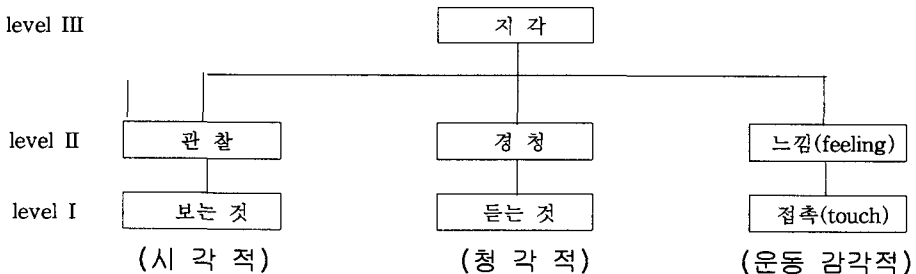 level III 지 각
level II 관 찰 경 청 느낌(feeling)
level I 보는 것 듣는 것 접촉(touch)
(시 각 적) (청 각 적) (운동 감각적)